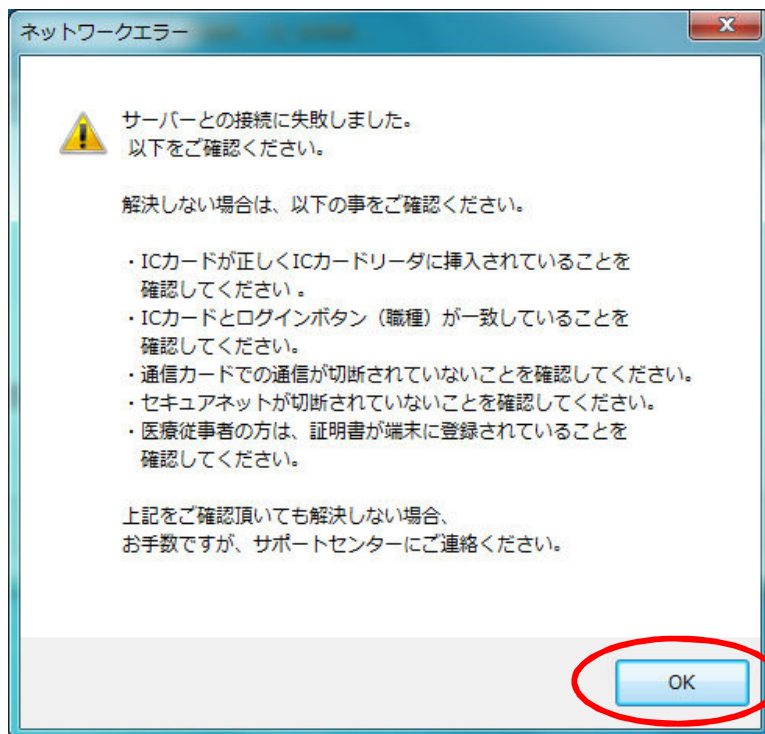 ネットワークエラー
サーバーとの接続に失敗しました。
以下をご確認ください。
解決しない場合は、以下の事をご確認ください。
・ICカードが正しくICカードリーダに挿入されていることを
確認してください 。
・ICカードとログインボタン（職種）が一致していることを
確認してください。
・通信カードでの通信が切断されていないことを確認してください。
・セキュアネットが切断されていないことを確認してください。
・医療従事者の方は、証明書が端末に登録されていることを
確認してください。
上記をご確認頂いても解決しない場合、
お手数ですが、サポートセンターにご連絡ください。
OK